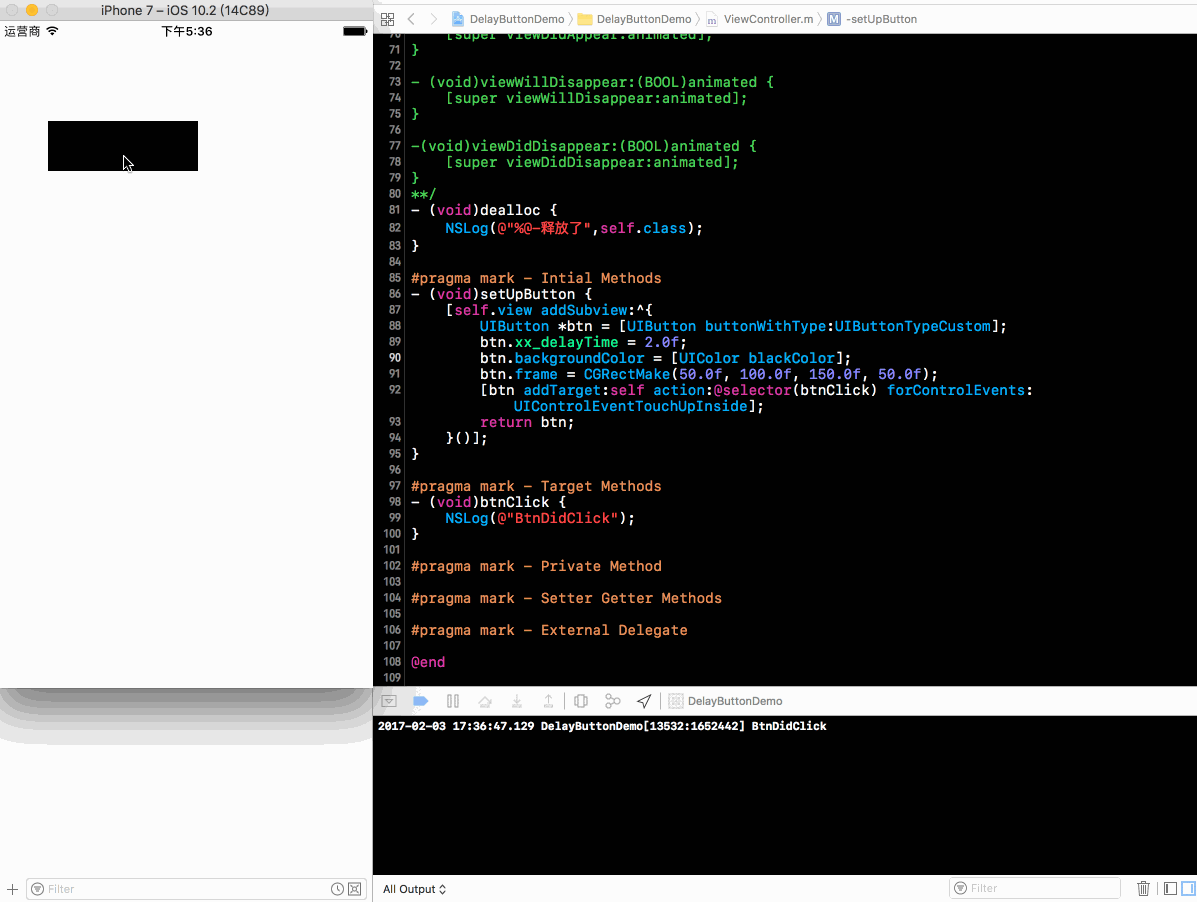 iPhone 7 – iOS 10.2 (14C89)
运营商 下午5:36
DelayButtonDemo DelayButtonDemo m ViewController.m M -setUpButton
70 [super viewDidAppear:animated];
71 }
72
73 - (void)viewWillDisappear:(BOOL)animated {
74 [super viewWillDisappear:animated];
75 }
76
77 -(void)viewDidDisappear:(BOOL)animated {
78 [super viewDidDisappear:animated];
79 }
80 **/
81 - (void)dealloc {
82 NSLog(@"%@-释放了",self.class);
83 }
84
85 #pragma mark - Intial Methods
86 - (void)setUpButton {
87 [self.view addSubview:^{
88 UIButton *btn = [UIButton buttonWithType:UIButtonTypeCustom];
89 btn.xx_delayTime = 2.0f;
90 btn.backgroundColor = [UIColor blackColor];
91 btn.frame = CGRectMake(50.0f, 100.0f, 150.0f, 50.0f);
92 [btn addTarget:self action:@selector(btnClick) forControlEvents:
UIControlEventTouchUpInside];
93 return btn;
94 }()];
95 }
96
97 #pragma mark - Target Methods
98 - (void)btnClick {
99 NSLog(@"BtnDidClick");
100 }
101
102 #pragma mark - Private Method
103
104 #pragma mark - Setter Getter Methods
105
106 #pragma mark - External Delegate
107
108 @end
109
DelayButtonDemo
2017-02-03 17:36:47.129 DelayButtonDemo[13532:1652442] BtnDidClick
Filter
All Output
Filter